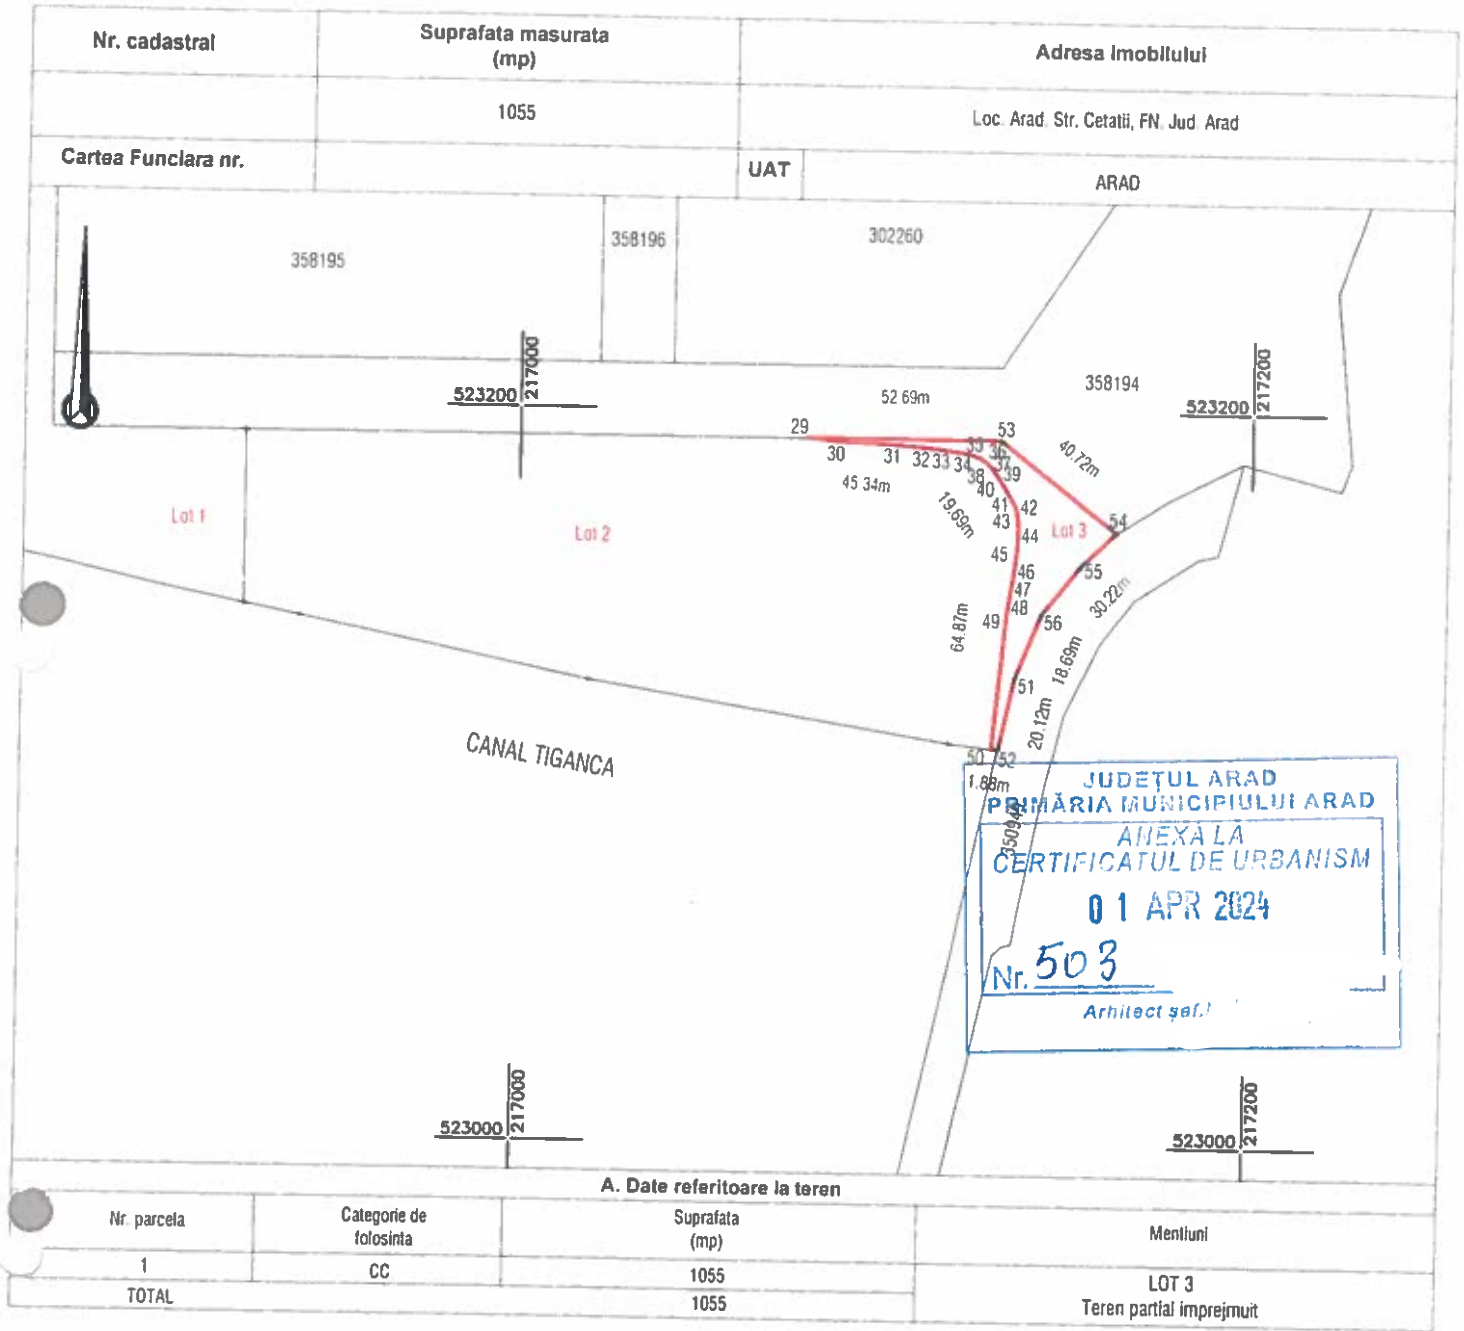 Nr. cadastral
Suprafata masurata
(mp)
Adresa Imobilului
1055
Loc. Arad, Str. Cetatii, FN, Jud. Arad
Cartea Funciara nr.
UAT
ARAD
358195
358196
302260
358194
523200
217000
523200
217200
52.69m
29
53
30
31
32
33
34
35
36
37
38
39
40
41
42
43
44
45
46
47
48
49
40.72m
45.34m
19.69m
54
55
56
51
Lot 1
Lot 2
Lot 3
30.22m
18.69m
64.87m
20.12m
CANAL TIGANCA
50
52
1.88m
JUDEŢUL ARAD
PRIMĂRIA MUNICIPIULUI ARAD
ANEXA LA
CERTIFICATUL DE URBANISM
01 APR 2024
Nr. 503
Arhitect şef
523000
217000
523000
217200
A. Date referitoare la teren
Nr. parcela
Categorie de
folosinta
Suprafata
(mp)
Mentiuni
1
CC
1055
LOT 3
Teren partial imprejmuit
TOTAL
1055